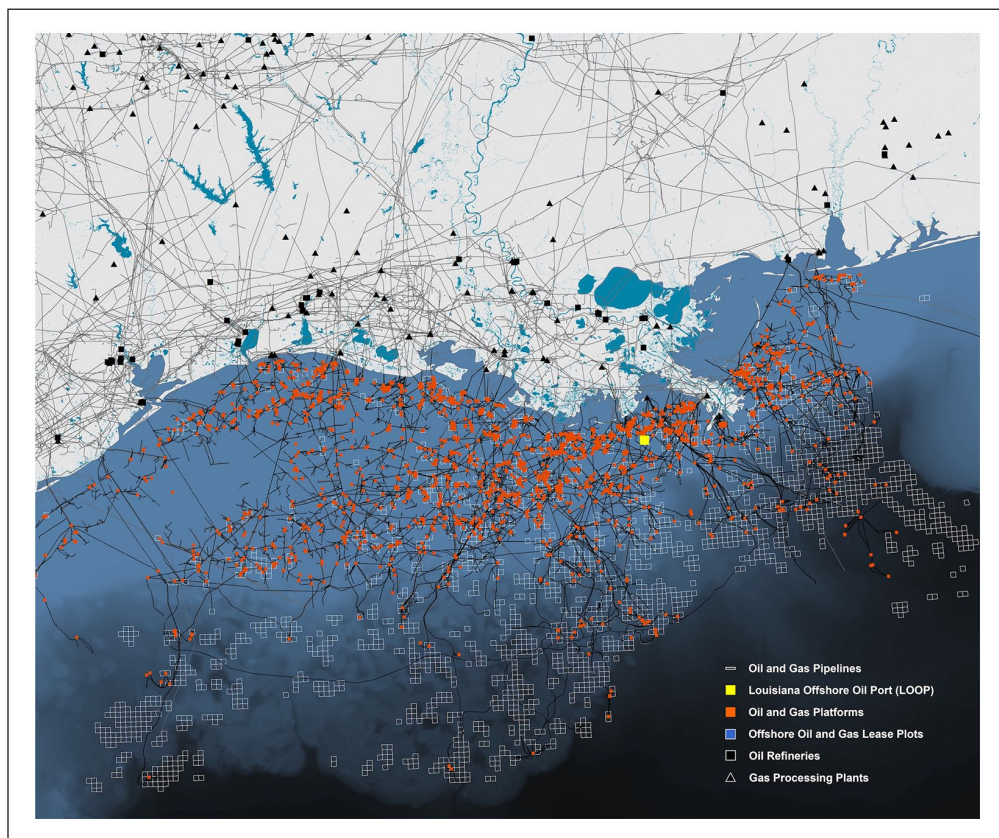 Oil and Gas Pipelines
Louisiana Offshore Oil Port (LOOP)
Oil and Gas Platforms
Offshore Oil and Gas Lease Plots
Oil Refineries
Gas Processing Plants